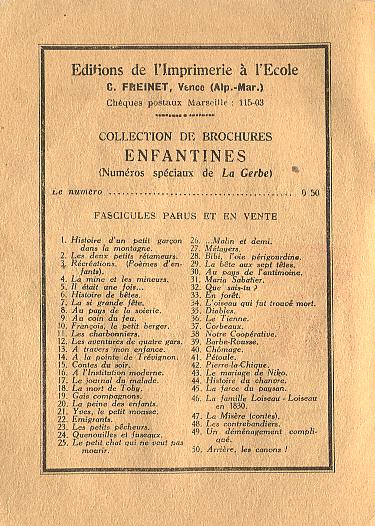 Editions de l'Imprimerie à l'Ecole
C. FREINET, Vence (Alp.-Mar.)
Chèques postaux Marseille : 115-03
COLLECTION DE BROCHURES
ENFANTINES
(Numéros spéciaux de La Gerbe)
Le numéro ........................................ 0 50
FASCICULES PARUS ET EN VENTE
1. Histoire d'un petit garçon
dans la montagne.
2. Les deux petits rétameurs.
3. Récréations. (Poèmes d'en-
fants).
4. La mine et les mineurs.
5. Il était une fois...
6. Histoire de bêtes.
7. La si grande fête.
8. Au pays de la soierie.
9. Au coin du feu.
10. François, le petit berger.
11. Les charbonniers.
12. Les aventures de quatre gars.
13. A travers mon enfance.
14. A la pointe de Trévignon.
15. Contes du soir.
16. A l'Institution moderne.
17. Le journal du malade.
18. La mort de Toby.
19. Gais compagnons.
20. La peine des enfants.
21. Yves, le petit mousse.
22. Emigrants.
23. Les petits pêcheurs.
24. Quenouilles et fuseaux.
25. Le petit chat qui ne veut pas
mourir.
26. ...Malin et demi.
27. Métayers.
28. Bibi, l'oie périgourdine.
29. La bête aux sept têtes.
30. Au pays de l'antimoine.
31. Maria Sabatier.
32. Que sais-tu ?
33. En forêt.
34. L'oiseau qui fut trouvé mort.
35. Diables.
36. Le Tienne.
37. Corbeaux.
38. Notre Coopérative.
39. Barbe-Rousse.
40. Chômage.
41. Pétoule.
42. Pierre-la-Chique.
43. Le mariage de Niko.
44. Histoire du chanvre.
45. La farce du paysan.
46. La famille Loiseau - Loiseau
en 1830.
47. La Misère (contes).
48. Les contrebandiers.
49. Un déménagement compli-
qué.
50. Arrière, les canons !